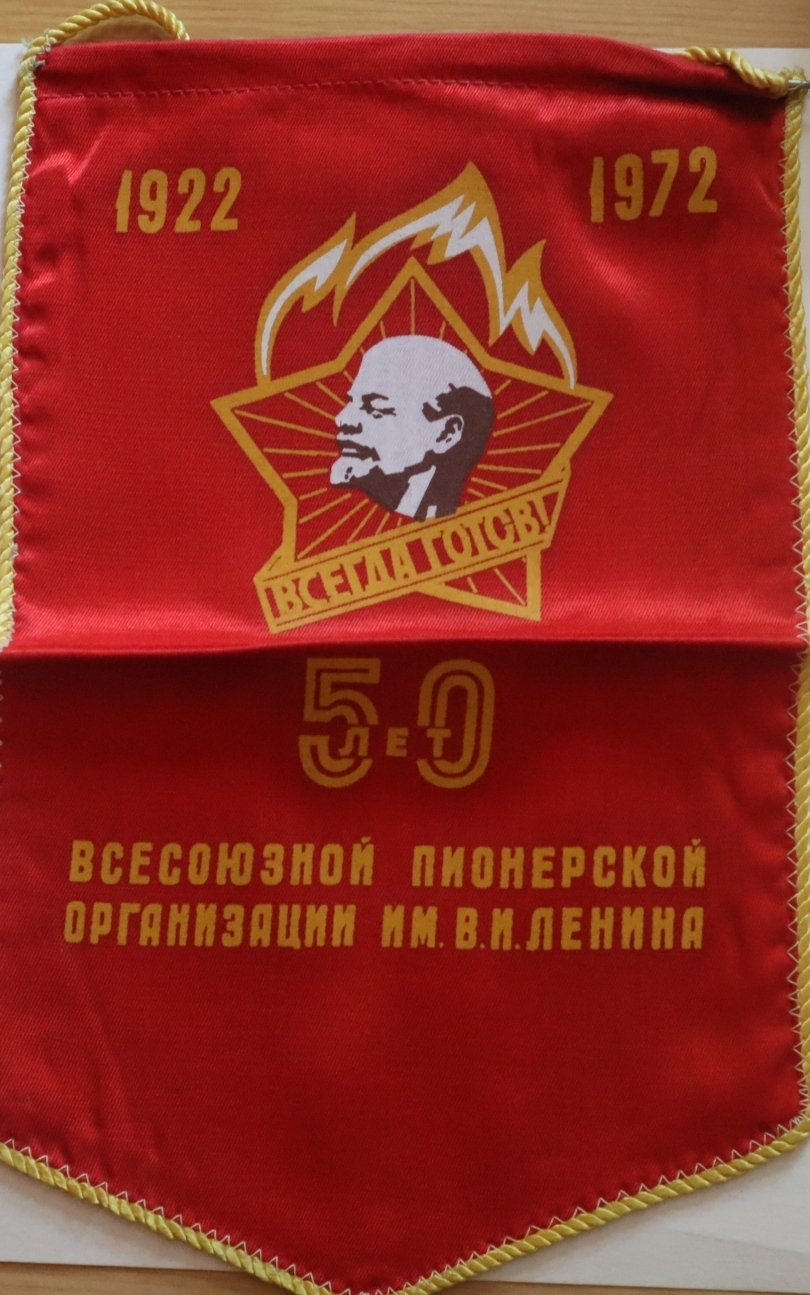 1922 1972
ВСЕГДА ГОТОВ!
50
ЛЕТ
ВСЕСОЮЗНОЙ ПИОНЕРСКОЙ
ОРГАНИЗАЦИИ ИМ. В.И.ЛЕНИНА